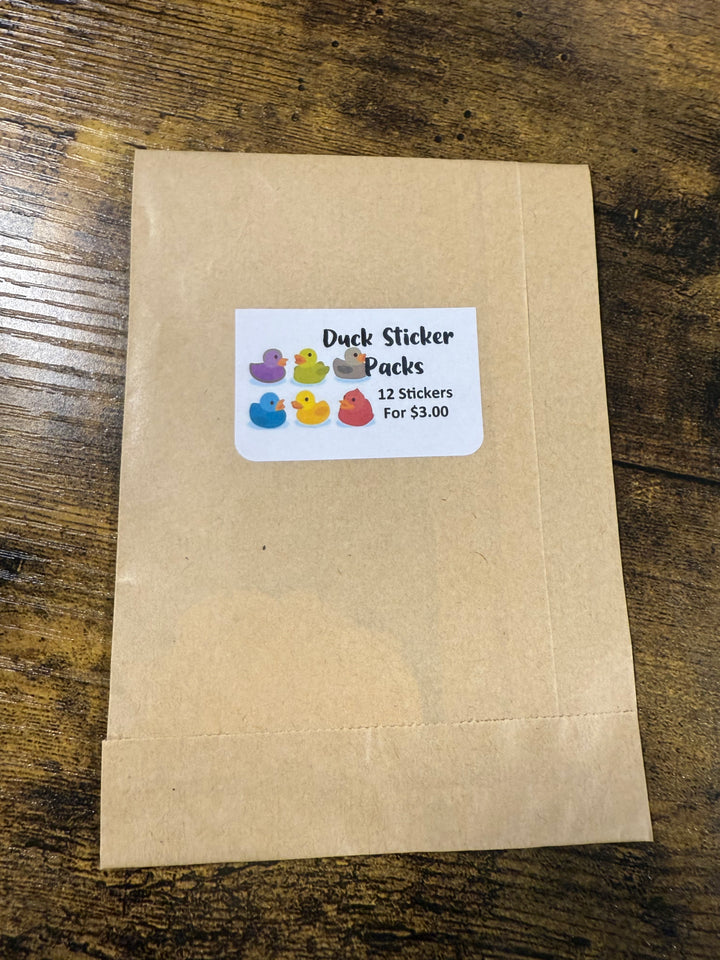 Duck Sticker
Packs
12 Stickers
For $3.00